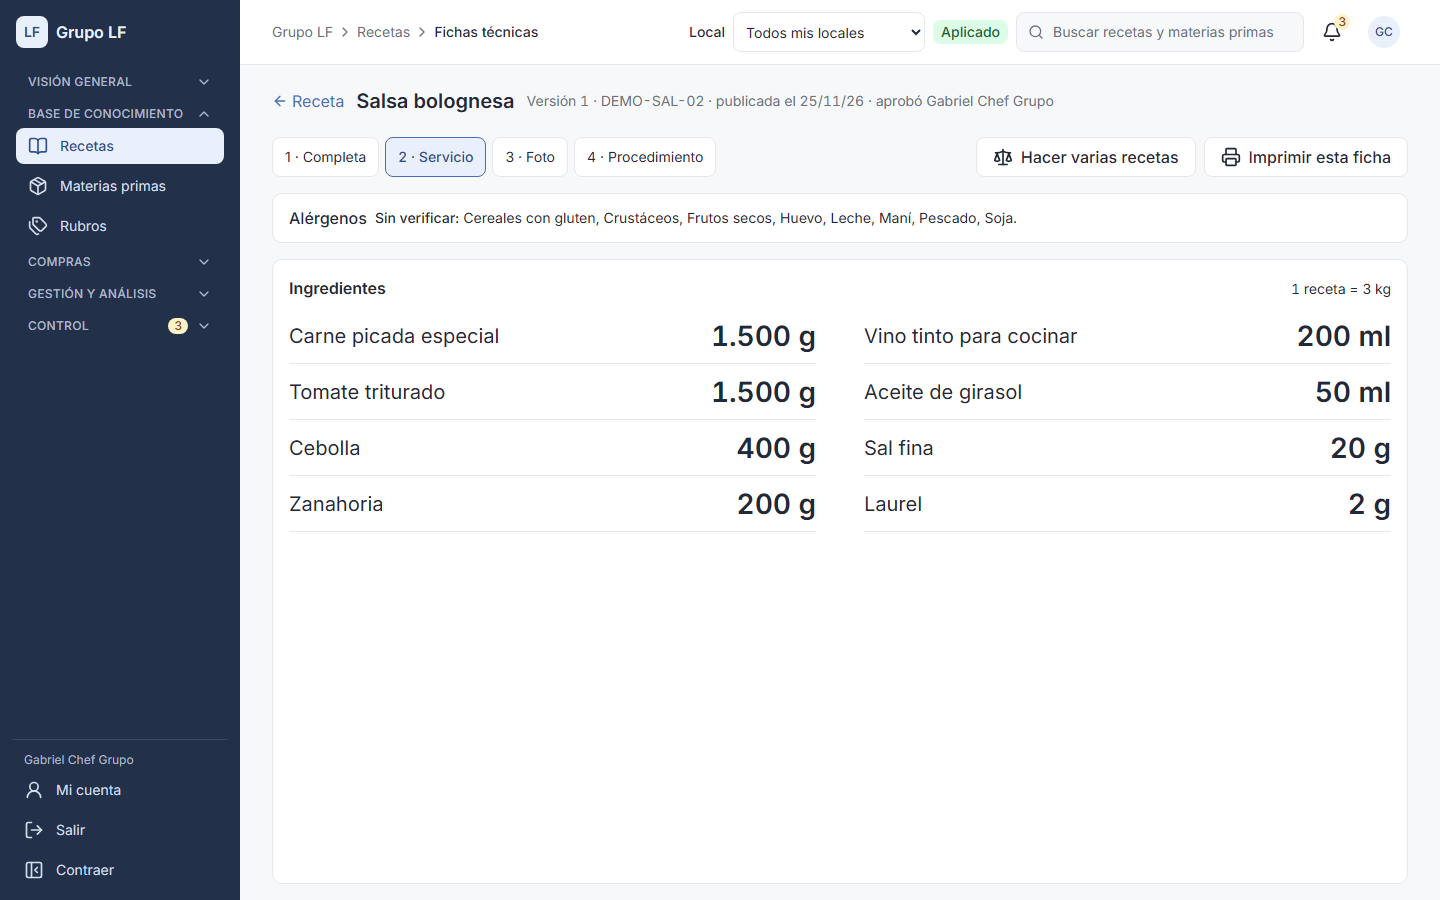 LF Grupo LF
VISIÓN GENERAL
BASE DE CONOCIMIENTO
Recetas
Materias primas
Rubros
COMPRAS
GESTIÓN Y ANÁLISIS
CONTROL 3
Gabriel Chef Grupo
Mi cuenta
Salir
Contraer
Grupo LF Recetas Fichas técnicas
Local Todos mis locales Aplicado Buscar recetas y materias primas 3 GC
Receta Salsa bolognesa Versión 1 · DEMO-SAL-02 · publicada el 25/11/26 · aprobó Gabriel Chef Grupo
1 · Completa 2 · Servicio 3 · Foto 4 · Procedimiento Hacer varias recetas Imprimir esta ficha
Alérgenos Sin verificar: Cereales con gluten, Crustáceos, Frutos secos, Huevo, Leche, Maní, Pescado, Soja.
Ingredientes 1 receta = 3 kg
Carne picada especial 1.500 g
Tomate triturado 1.500 g
Cebolla 400 g
Zanahoria 200 g
Vino tinto para cocinar 200 ml
Aceite de girasol 50 ml
Sal fina 20 g
Laurel 2 g